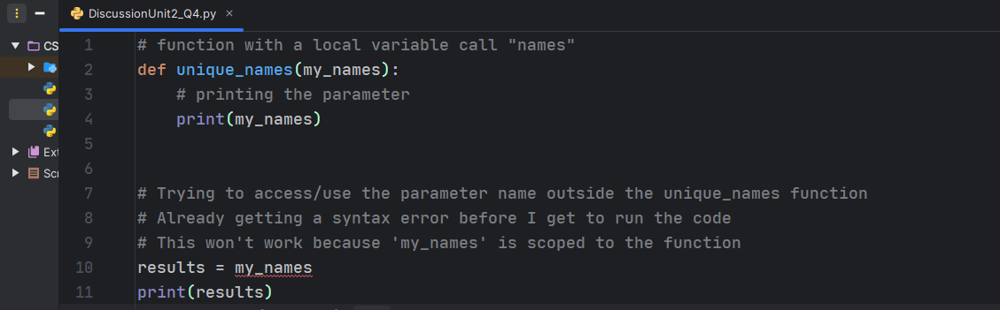 DiscussionUnit2_Q4.py
CS
Ext
Scr
1 # function with a local variable call "names"
2 def unique_names(my_names):
3 # printing the parameter
4 print(my_names)
5
6
7 # Trying to access/use the parameter name outside the unique_names function
8 # Already getting a syntax error before I get to run the code
9 # This won't work because 'my_names' is scoped to the function
10 results = my_names
11 print(results)